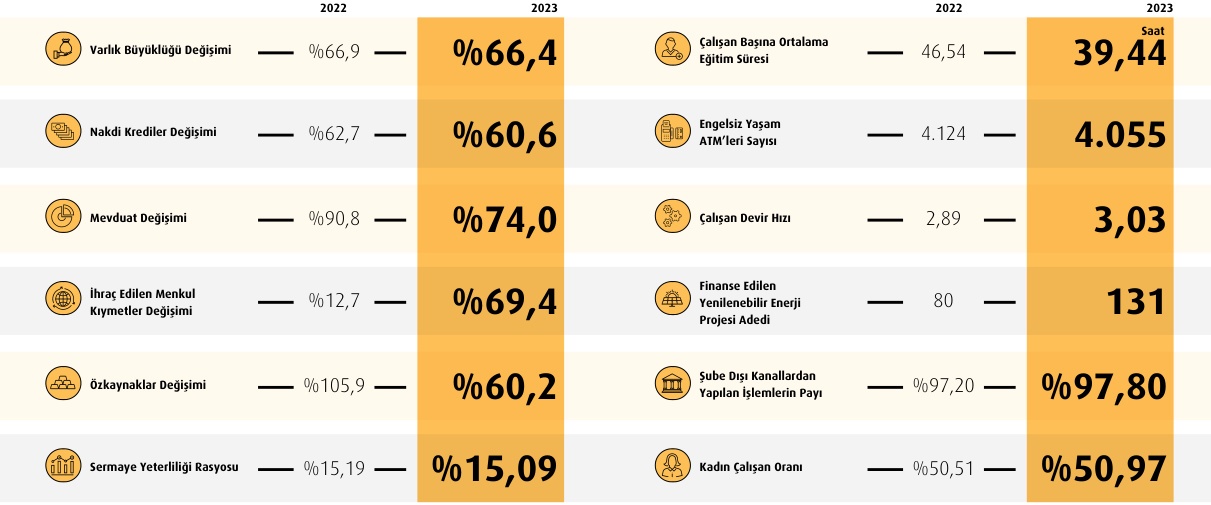 2022 2023
Varlık Büyüklüğü Değişimi %66,9 %66,4
Nakdi Krediler Değişimi %62,7 %60,6
Mevduat Değişimi %90,8 %74,0
İhraç Edilen Menkul
Kıymetler Değişimi %12,7 %69,4
Özkaynaklar Değişimi %105,9 %60,2
Sermaye Yeterliliği Rasyosu %15,19 %15,09
2022 2023
Çalışan Başına Ortalama
Eğitim Süresi 46,54 Saat 39,44
Engelsiz Yaşam
ATM’leri Sayısı 4.124 4.055
Çalışan Devir Hızı 2,89 3,03
Finanse Edilen
Yenilenebilir Enerji 80 131
Projesi Adedi
Şube Dışı Kanallardan
Yapılan İşlemlerin Payı %97,20 %97,80
Kadın Çalışan Oranı %50,51 %50,97